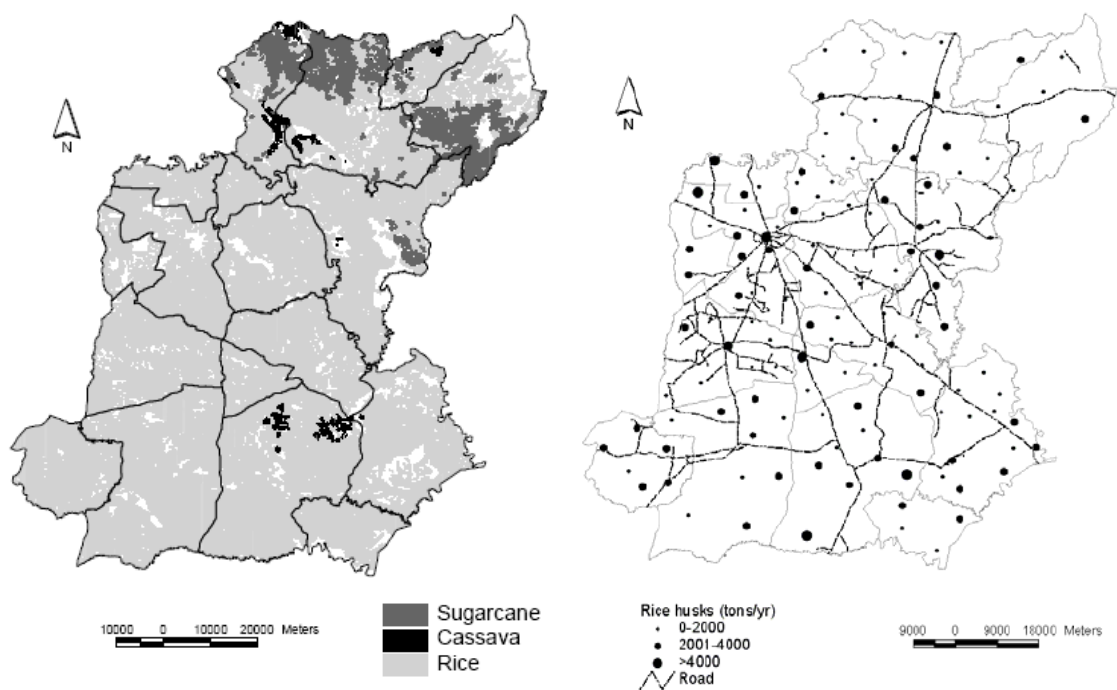 N
N
10000 0 10000 20000 Meters
Sugarcane
Cassava
Rice
Rice husks (tons/yr)
0-2000
2001-4000
>4000
Road
9000 0 9000 18000 Meters